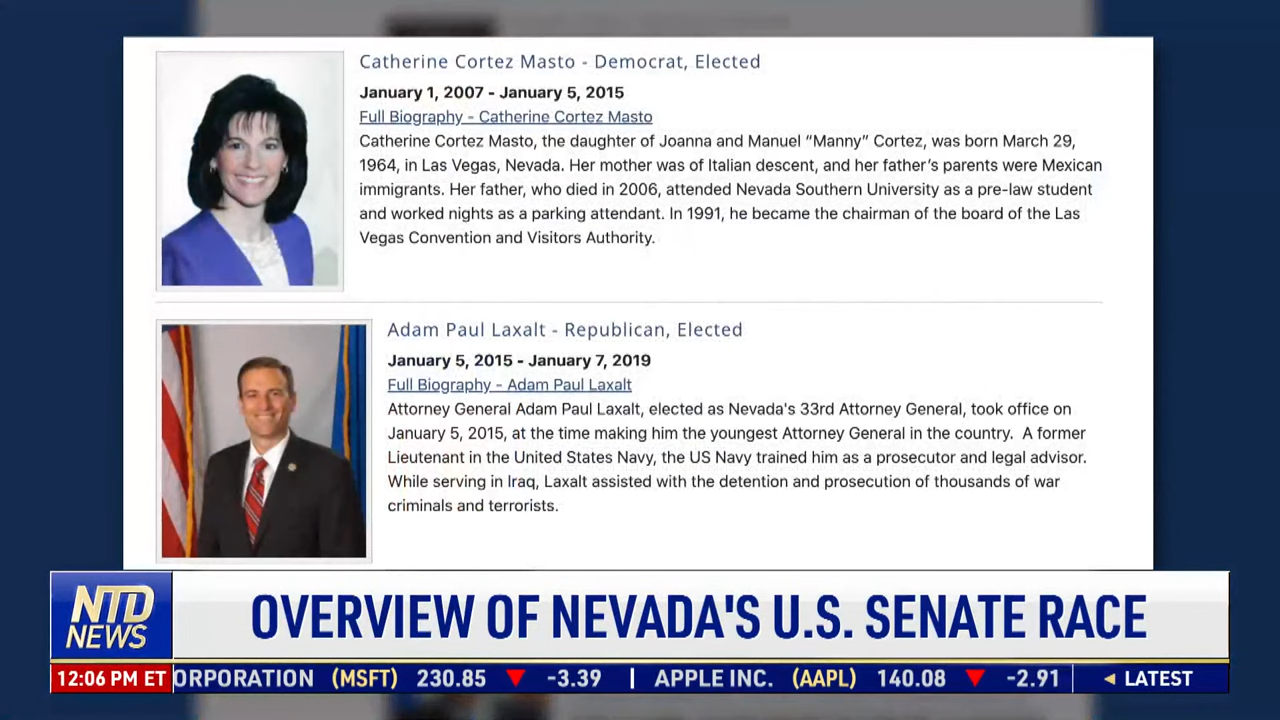 Catherine Cortez Masto - Democrat, Elected
January 1, 2007 - January 5, 2015
Full Biography - Catherine Cortez Masto
Catherine Cortez Masto, the daughter of Joanna and Manuel “Manny” Cortez, was born March 29,
1964, in Las Vegas, Nevada. Her mother was of Italian descent, and her father’s parents were Mexican
immigrants. Her father, who died in 2006, attended Nevada Southern University as a pre-law student
and worked nights as a parking attendant. In 1991, he became the chairman of the board of the Las
Vegas Convention and Visitors Authority.
Adam Paul Laxalt - Republican, Elected
January 5, 2015 - January 7, 2019
Full Biography - Adam Paul Laxalt
Attorney General Adam Paul Laxalt, elected as Nevada's 33rd Attorney General, took office on
January 5, 2015, at the time making him the youngest Attorney General in the country. A former
Lieutenant in the United States Navy, the US Navy trained him as a prosecutor and legal advisor.
While serving in Iraq, Laxalt assisted with the detention and prosecution of thousands of war
criminals and terrorists.
NTD
NEWS
OVERVIEW OF NEVADA'S U.S. SENATE RACE
12:06 PM ET ORPORATION (MSFT) 230.85 ▼ -3.39 | APPLE INC. (AAPL) 140.08 ▼ -2.91 ◄ LATEST